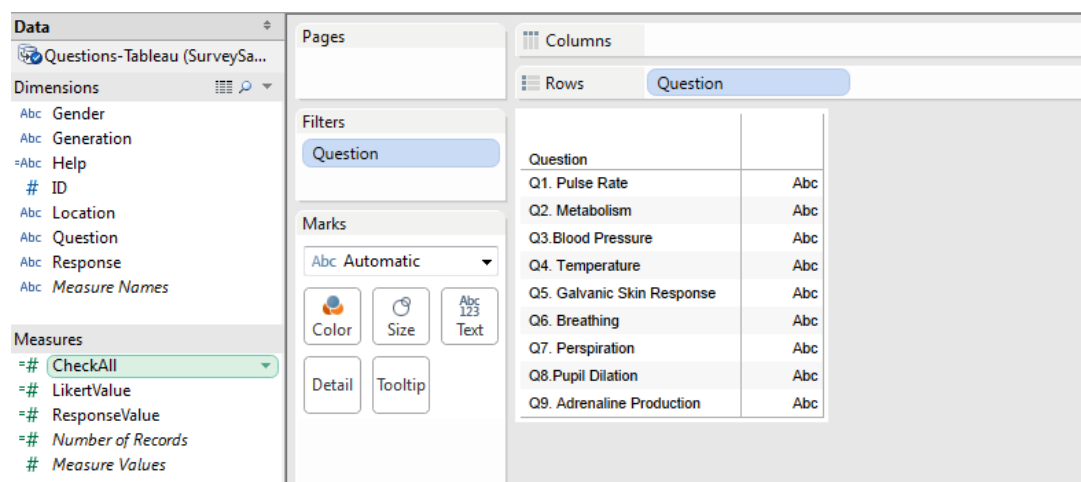 Data
Questions-Tableau (SurveySa...
Dimensions
Abc Gender
Abc Generation
=Abc Help
# ID
Abc Location
Abc Question
Abc Response
Abc Measure Names
Measures
=# CheckAll
=# LikertValue
=# ResponseValue
=# Number of Records
# Measure Values
Pages
Filters
Question
Marks
Abc Automatic
Color
Size
Abc
123
Text
Detail
Tooltip
Columns
Rows Question
Question
Q1. Pulse Rate Abc
Q2. Metabolism Abc
Q3.Blood Pressure Abc
Q4. Temperature Abc
Q5. Galvanic Skin Response Abc
Q6. Breathing Abc
Q7. Perspiration Abc
Q8.Pupil Dilation Abc
Q9. Adrenaline Production Abc